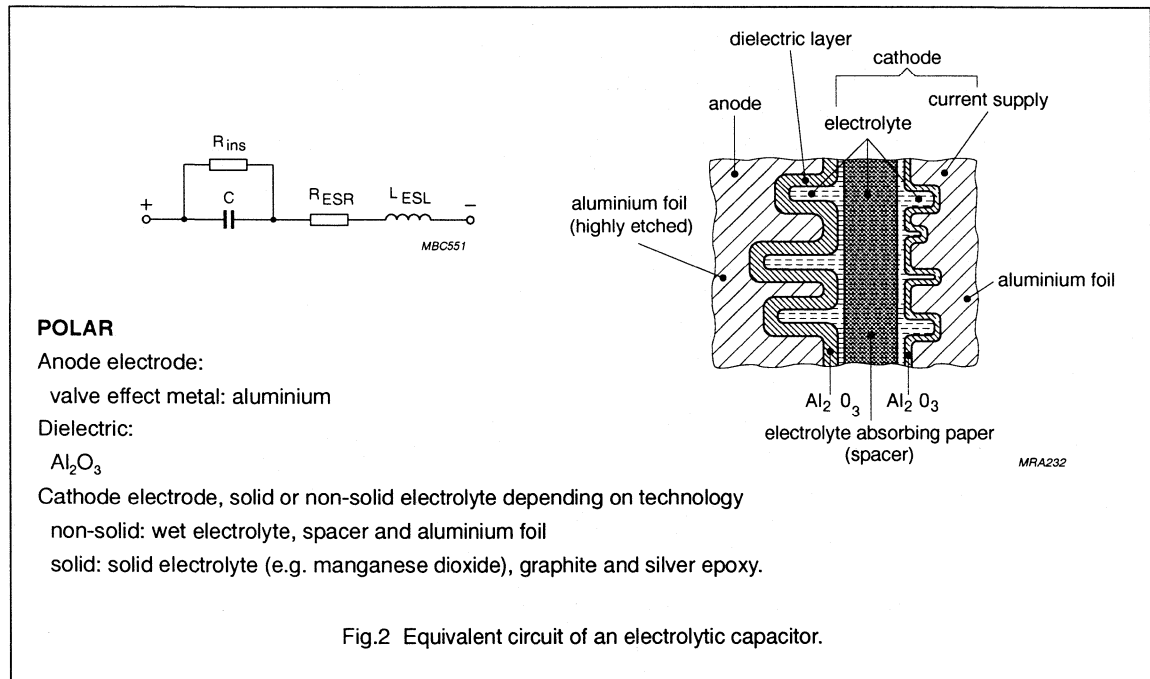 dielectric layer
cathode
anode
current supply
electrolyte
R ins
C
R ESR
L ESL
+
−
MBC551
aluminium foil
(highly etched)
aluminium foil
Al2 03 Al2 03
electrolyte absorbing paper
(spacer)
MRA232
POLAR
Anode electrode:
valve effect metal: aluminium
Dielectric:
Al2O3
Cathode electrode, solid or non-solid electrolyte depending on technology
non-solid: wet electrolyte, spacer and aluminium foil
solid: solid electrolyte (e.g. manganese dioxide), graphite and silver epoxy.
Fig.2 Equivalent circuit of an electrolytic capacitor.